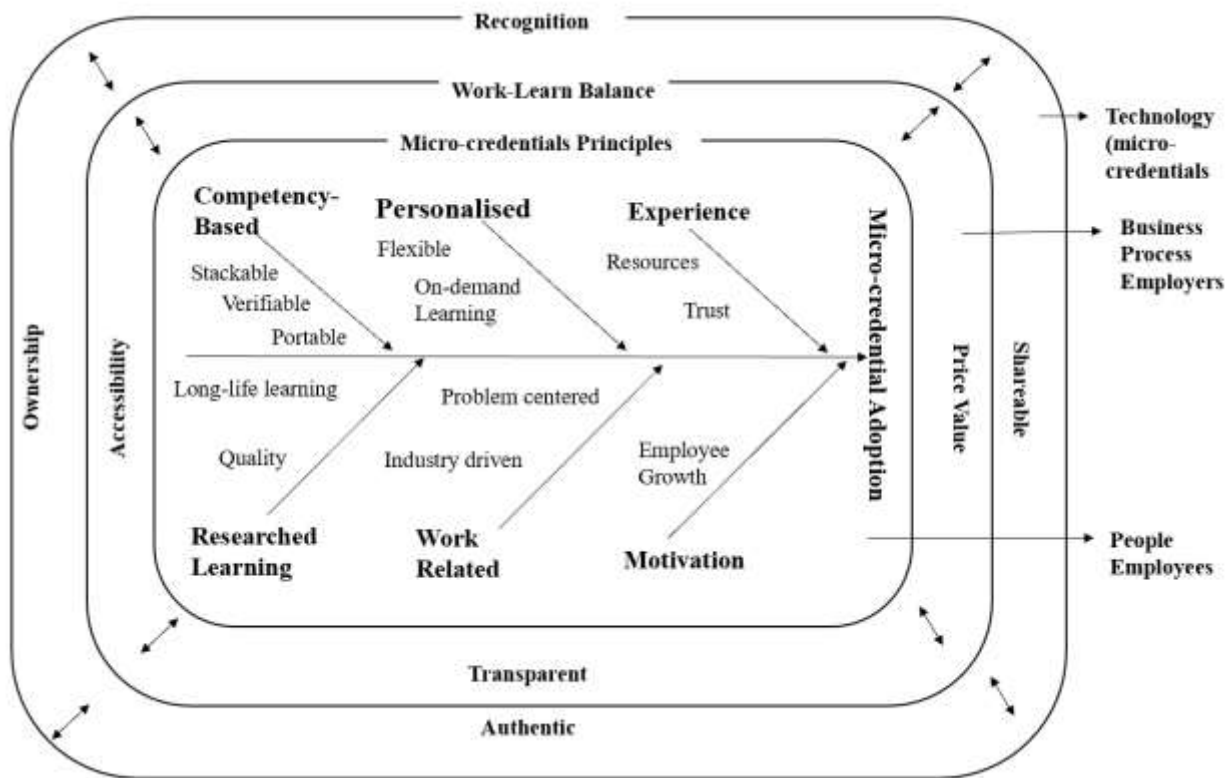 Recognition
Work-Learn Balance
Micro-credentials Principles
Technology
(micro-
credentials
Business
Process
Employers
People
Employees
Ownership
Accessibility
Competency-
Based
Stackable
Verifiable
Portable
Personalised
Flexible
On-demand
Learning
Experience
Resources
Trust
Long-life learning
Quality
Researched
Learning
Problem centered
Industry driven
Work
Related
Employee
Growth
Motivation
Micro-credential Adoption
Price Value
Shareable
Transparent
Authentic